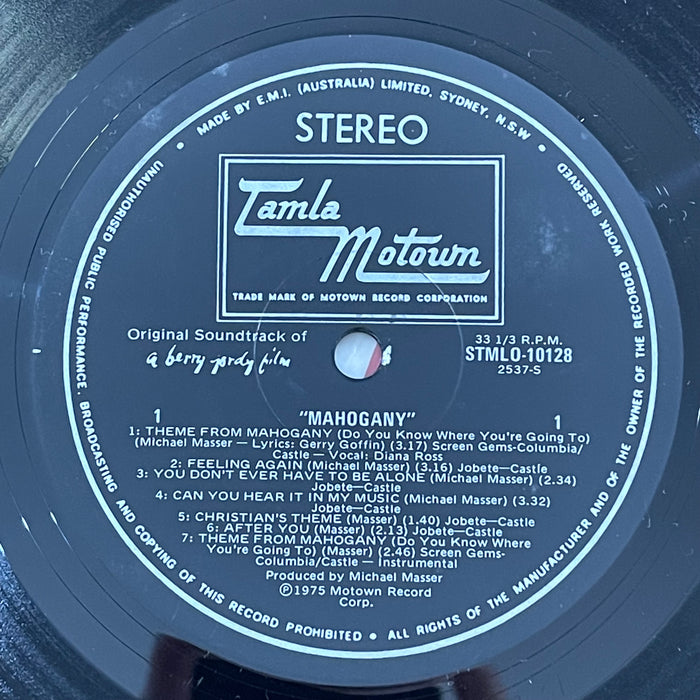 • MADE BY E.M.I. (AUSTRALIA) LIMITED, SYDNEY, N.S.W •
STEREO
Tamla
Motown
TRADE MARK OF MOTOWN RECORD CORPORATION
Original Soundtrack of
a berry gordy film
33 1/3 R.P.M.
STMLO-10128
2537-S
1
"MAHOGANY"
1
1: THEME FROM MAHOGANY (Do You Know Where You're Going To)
(Michael Masser — Lyrics: Gerry Goffin) (3.17) Screen Gems-Columbia/
Castle — Vocal: Diana Ross
2: FEELING AGAIN (Michael Masser) (3.16) Jobete—Castle
3: YOU DON'T EVER HAVE TO BE ALONE (Michael Masser) (2.34)
Jobete—Castle
4: CAN YOU HEAR IT IN MY MUSIC (Michael Masser) (3.32)
Jobete—Castle
5: CHRISTIAN'S THEME (Masser) (1.40) Jobete—Castle
6: AFTER YOU (Masser) (2.13) Jobete—Castle
7: THEME FROM MAHOGANY (Do You Know Where
You're Going To) (Masser) (2.46) Screen Gems-
Columbia/Castle — Instrumental
Produced by Michael Masser
Ⓟ1975 Motown Record
Corp.
UNAUTHORISED PUBLIC PERFORMANCE, BROADCASTING AND COPYING OF THIS RECORD PROHIBITED • ALL RIGHTS OF THE MANUFACTURER AND OF THE OWNER OF THE RECORDED WORK RESERVED